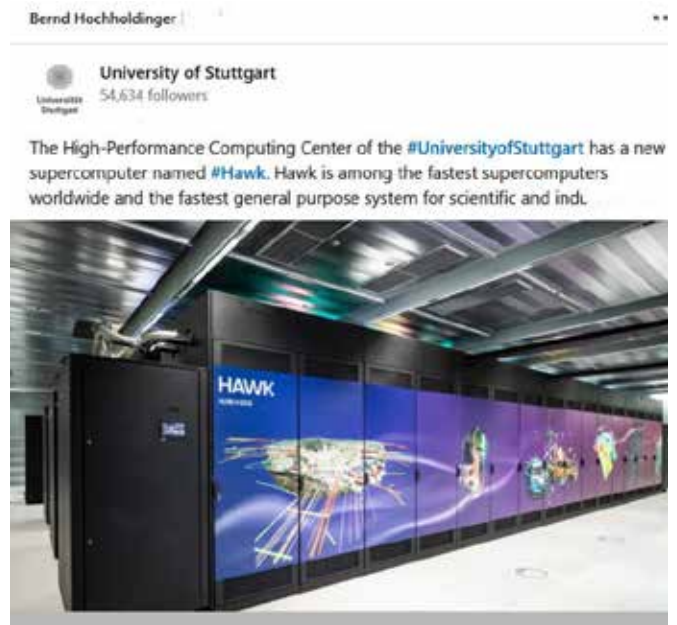 Bernd Hochholdinger
University of Stuttgart
54,634 followers
Universität
Stuttgart
The High-Performance Computing Center of the #UniversityofStuttgart has a new
supercomputer named #Hawk. Hawk is among the fastest supercomputers
worldwide and the fastest general purpose system for scientific and indu
HAWK